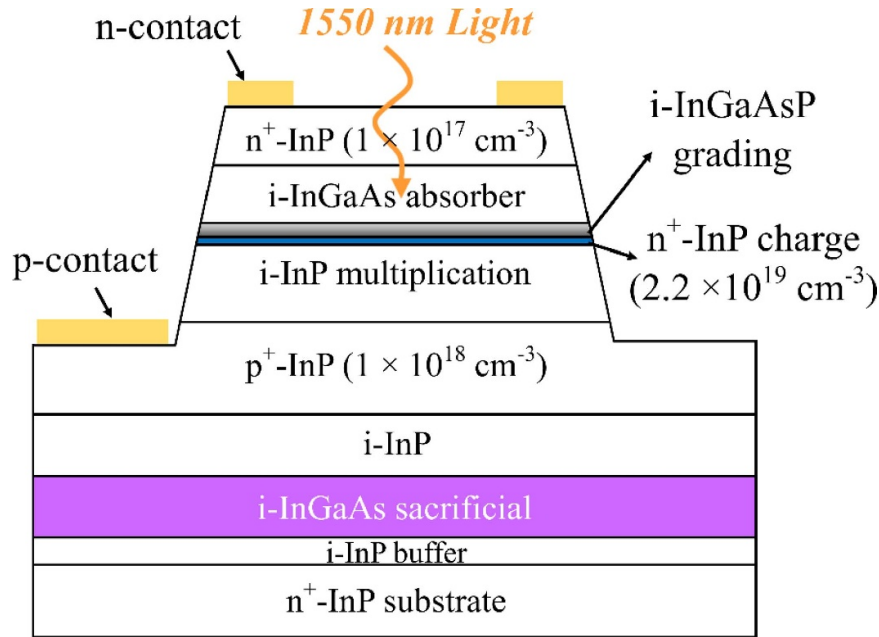 n-contact
1550 nm Light
i-InGaAsP
grading
n⁺-InP (1 × 10¹⁷ cm⁻³)
i-InGaAs absorber
n⁺-InP charge
(2.2 ×10¹⁹ cm⁻³)
p-contact
i-InP multiplication
p⁺-InP (1 × 10¹⁸ cm⁻³)
i-InP
i-InGaAs sacrificial
i-InP buffer
n⁺-InP substrate